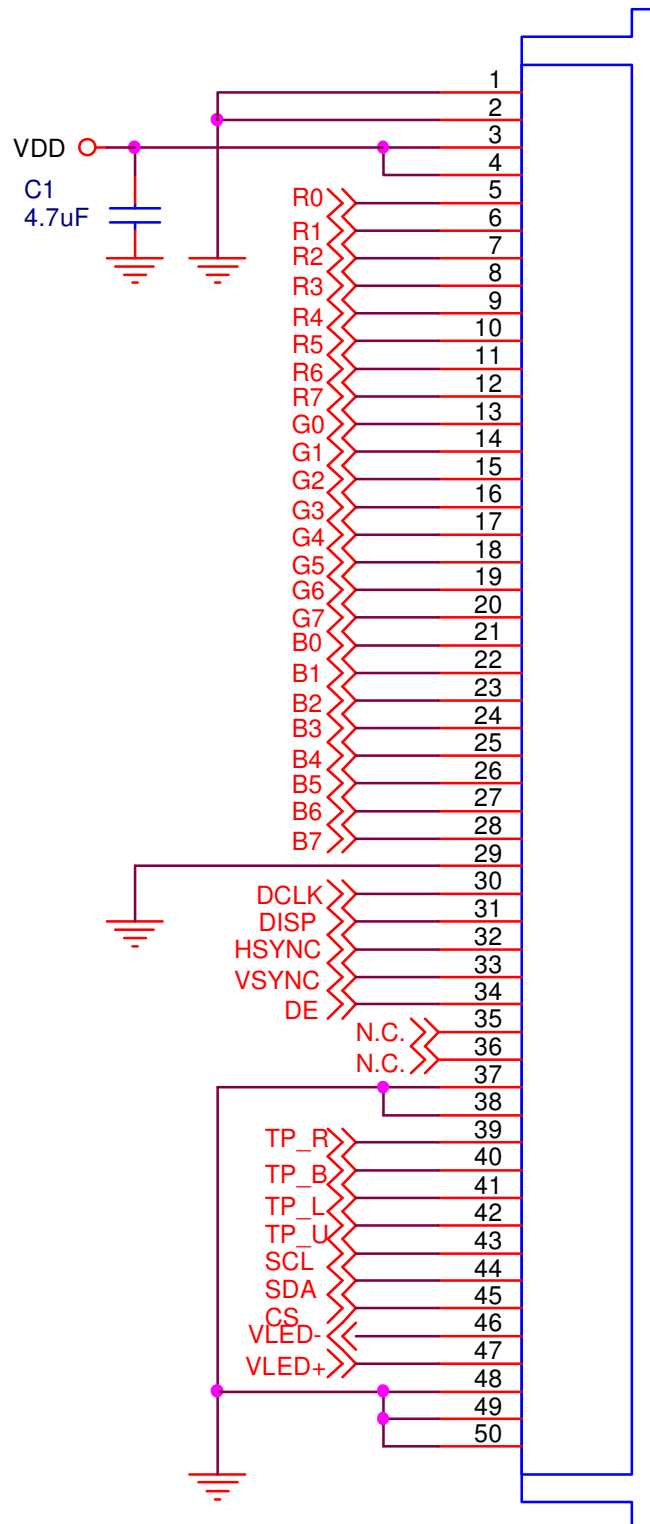 1
2
VDD 3
4
C1
4.7uF
R0 5
R1 6
R2 7
R3 8
R4 9
R5 10
R6 11
R7 12
G0 13
G1 14
G2 15
G3 16
G4 17
G5 18
G6 19
G7 20
B0 21
B1 22
B2 23
B3 24
B4 25
B5 26
B6 27
B7 28
29
DCLK 30
DISP 31
HSYNC 32
VSYNC 33
DE 34
N.C. 35
N.C. 36
37
38
TP_R 39
TP_B 40
TP_L 41
TP_U 42
SCL 43
SDA 44
CS 45
VLED- 46
VLED+ 47
48
49
50